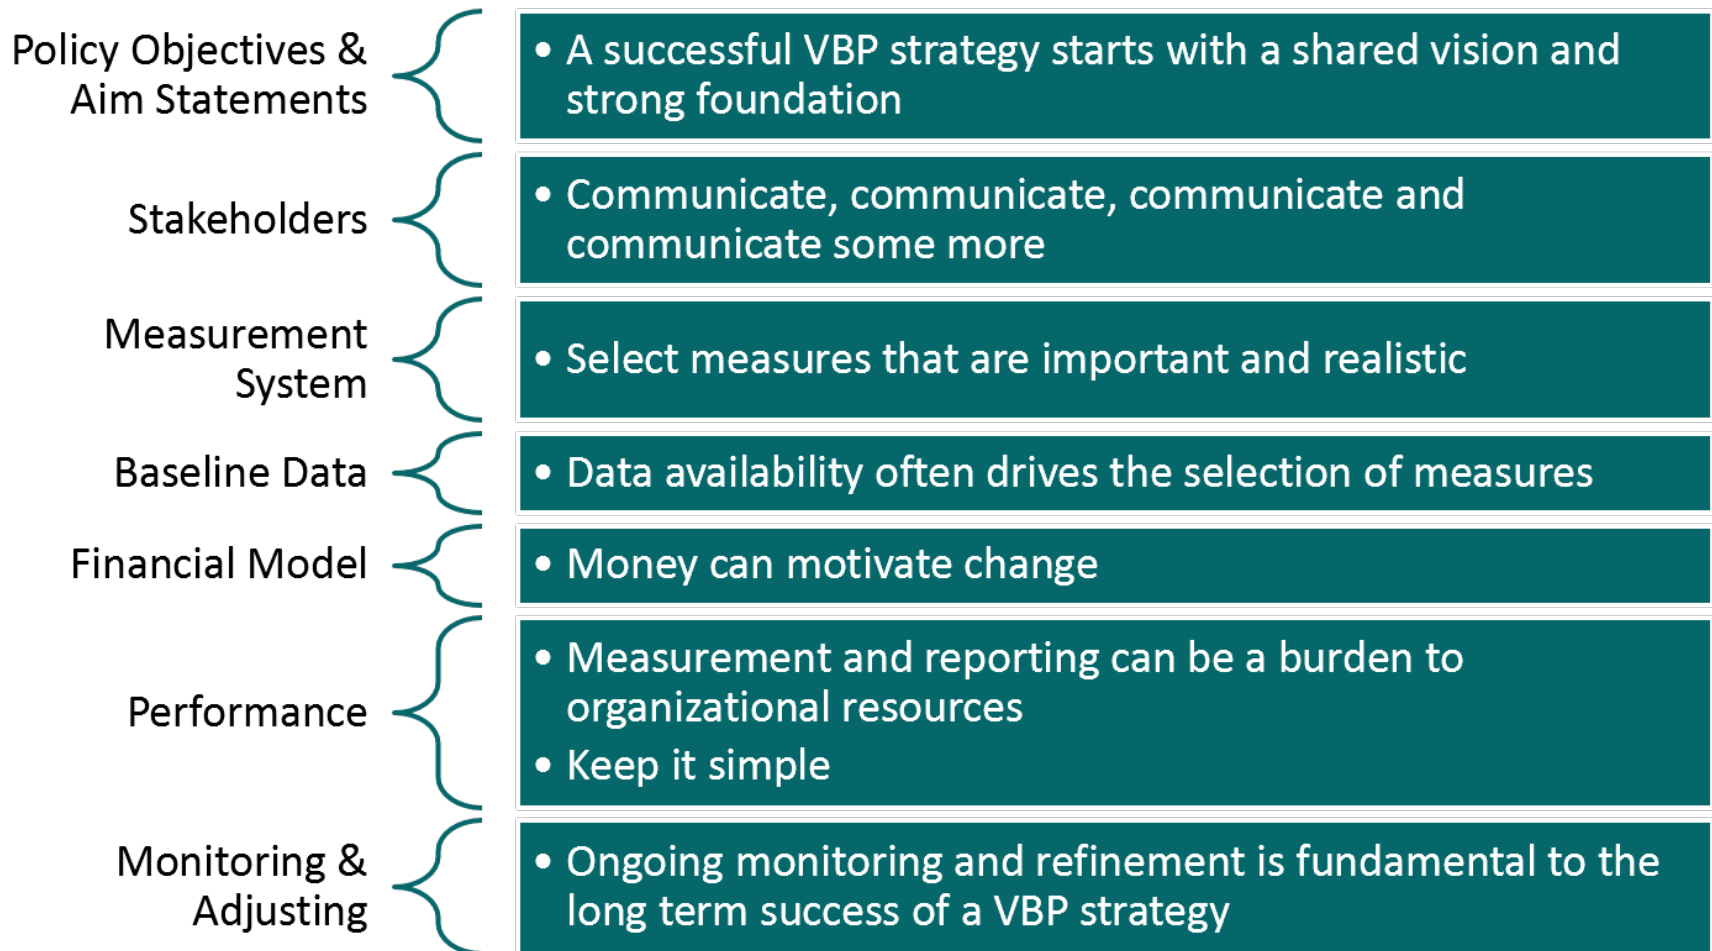 Policy Objectives &
Aim Statements
• A successful VBP strategy starts with a shared vision and
strong foundation
Stakeholders
• Communicate, communicate, communicate and
communicate some more
Measurement
System
• Select measures that are important and realistic
Baseline Data
• Data availability often drives the selection of measures
Financial Model
• Money can motivate change
Performance
• Measurement and reporting can be a burden to
organizational resources
• Keep it simple
Monitoring &
Adjusting
• Ongoing monitoring and refinement is fundamental to the
long term success of a VBP strategy